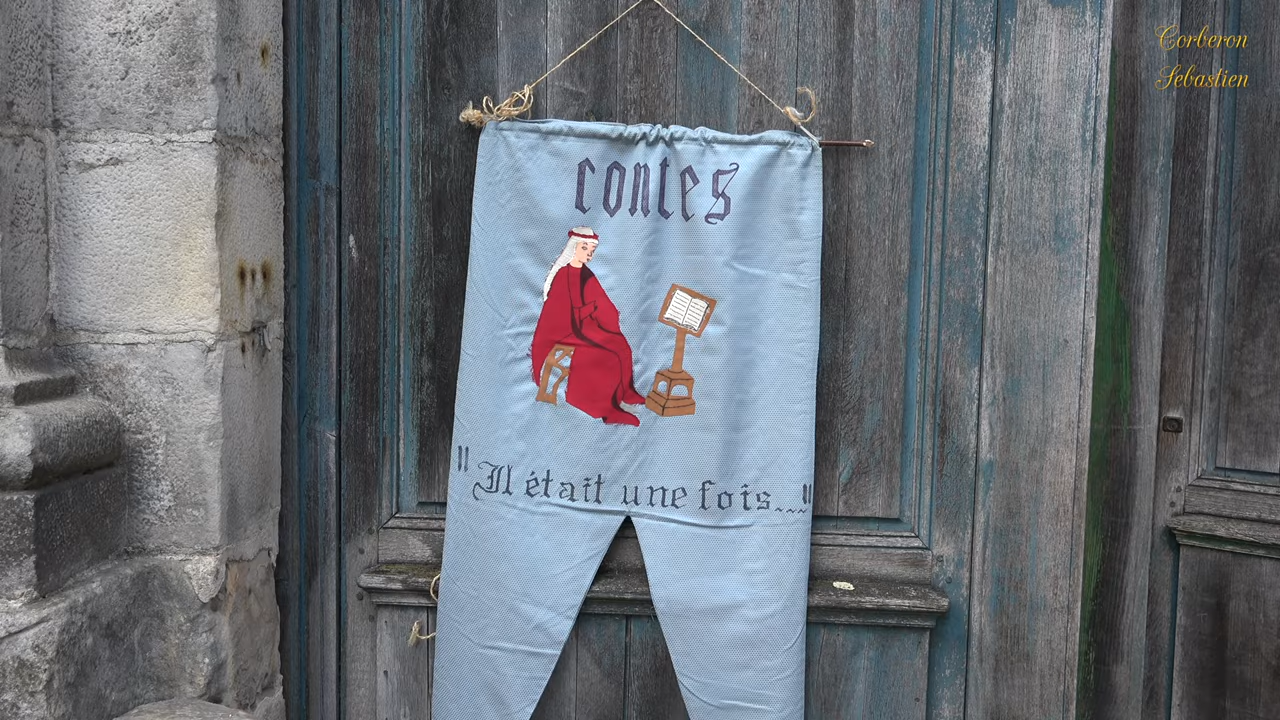 Corberon
Sebastien
contes
"Il était une fois..."